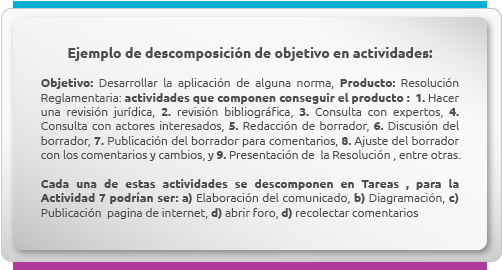 Ejemplo de descomposición de objetivo en actividades:
Objetivo: Desarrollar la aplicación de alguna norma, Producto: Resolución
Reglamentaria: actividades que componen conseguir el producto : 1. Hacer
una revisión jurídica, 2. revisión bibliográfica, 3. Consulta con expertos, 4.
Consulta con actores interesados, 5. Redacción de borrador, 6. Discusión del
borrador, 7. Publicación del borrador para comentarios, 8. Ajuste del borrador
con los comentarios y cambios, y 9. Presentación de la Resolución , entre otras.
Cada una de estas actividades se descomponen en Tareas , para la
Actividad 7 podrían ser: a) Elaboración del comunicado, b) Diagramación, c)
Publicación pagina de internet, d) abrir foro, d) recolectar comentarios